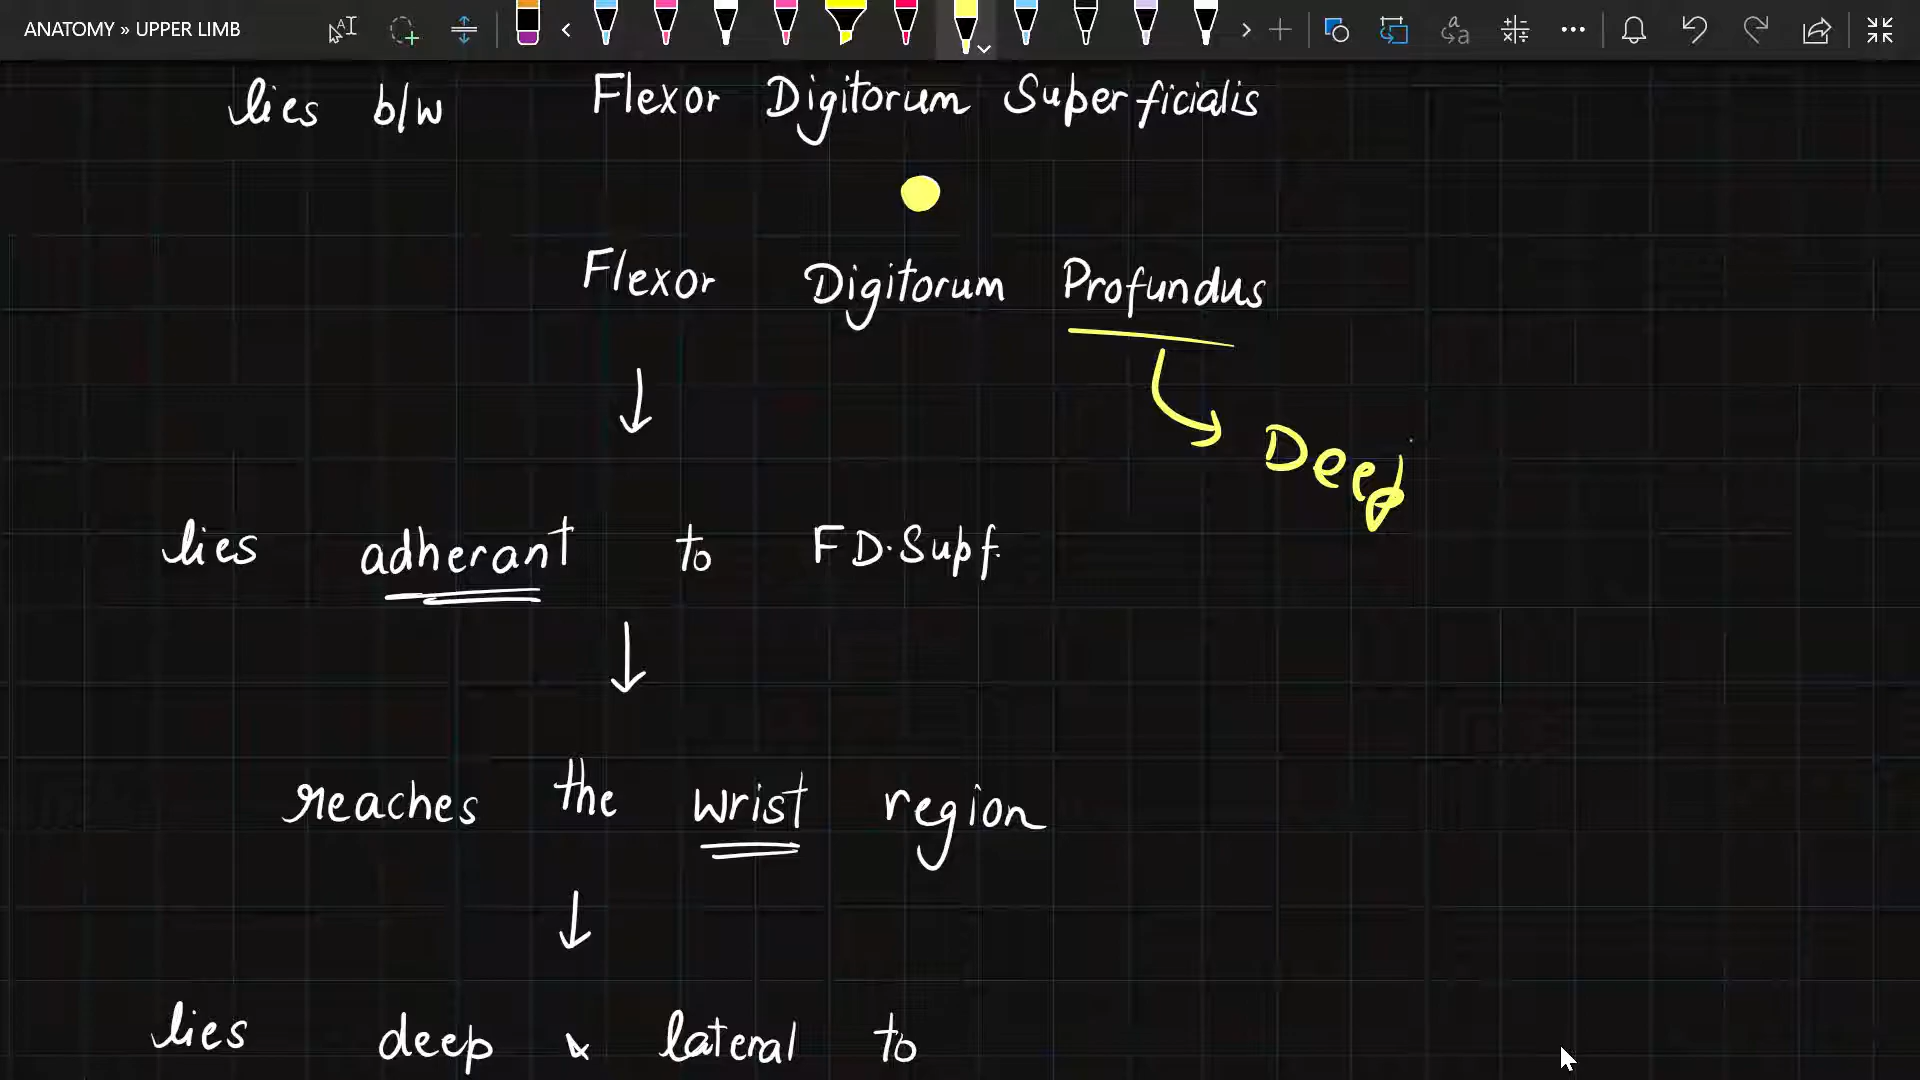 ANATOMY » UPPER LIMB
lies b/w Flexor Digitorum Superficialis
Flexor Digitorum Profundus
Deep
lies adherant to F D. Supf.
reaches the wrist region
lies deep & lateral to